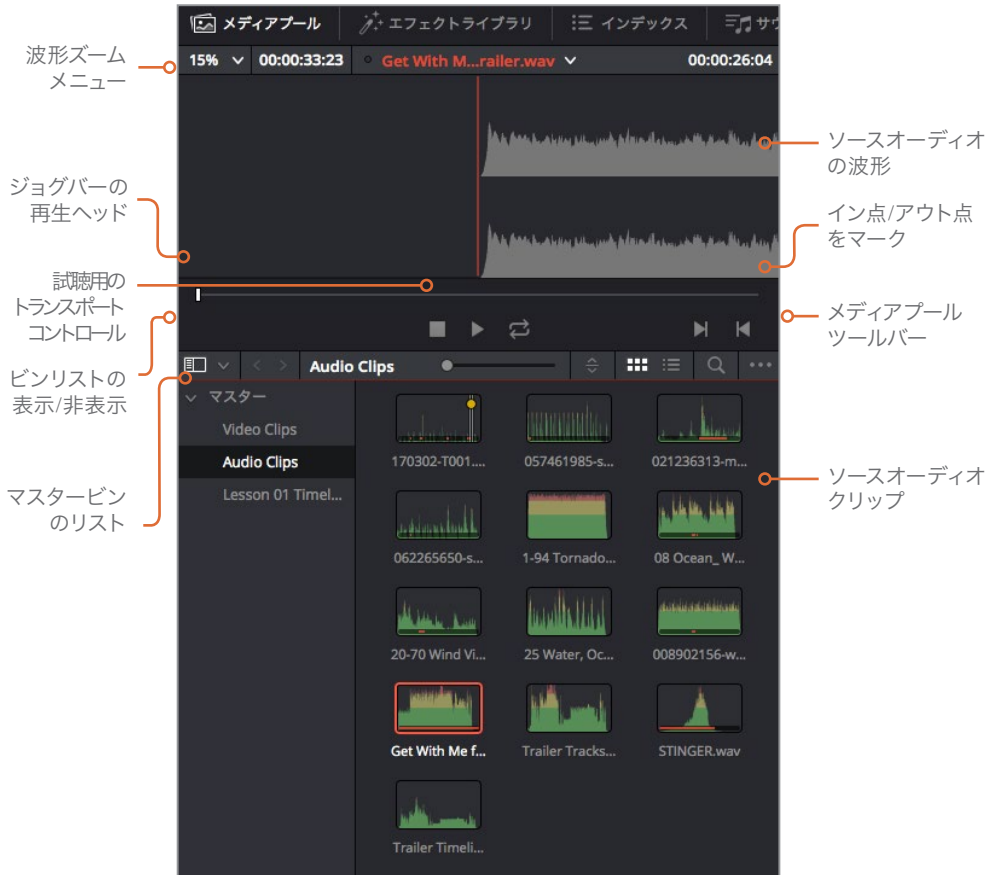 メディアプール
エフェクトライブラリ
インデックス
サウ
15%
00:00:33:23
Get With M...railer.wav
00:00:26:04
波形ズーム
メニュー
ジョグバーの
再生ヘッド
試聴用の
トランスポート
コントロール
ビンリストの
表示/非表示
マスタービン
のリスト
ソースオーディオ
の波形
イン点/アウト点
をマーク
メディアプール
ツールバー
ソースオーディオ
クリップ
Audio Clips
マスター
Video Clips
Audio Clips
Lesson 01 Timel...
170302-T001....
057461985-s...
021236313-m...
062265650-s...
1-94 Tornado...
08 Ocean_ W...
20-70 Wind Vi...
25 Water, Oc...
008902156-w...
Get With Me f...
Trailer Tracks...
STINGER.wav
Trailer Timeli...